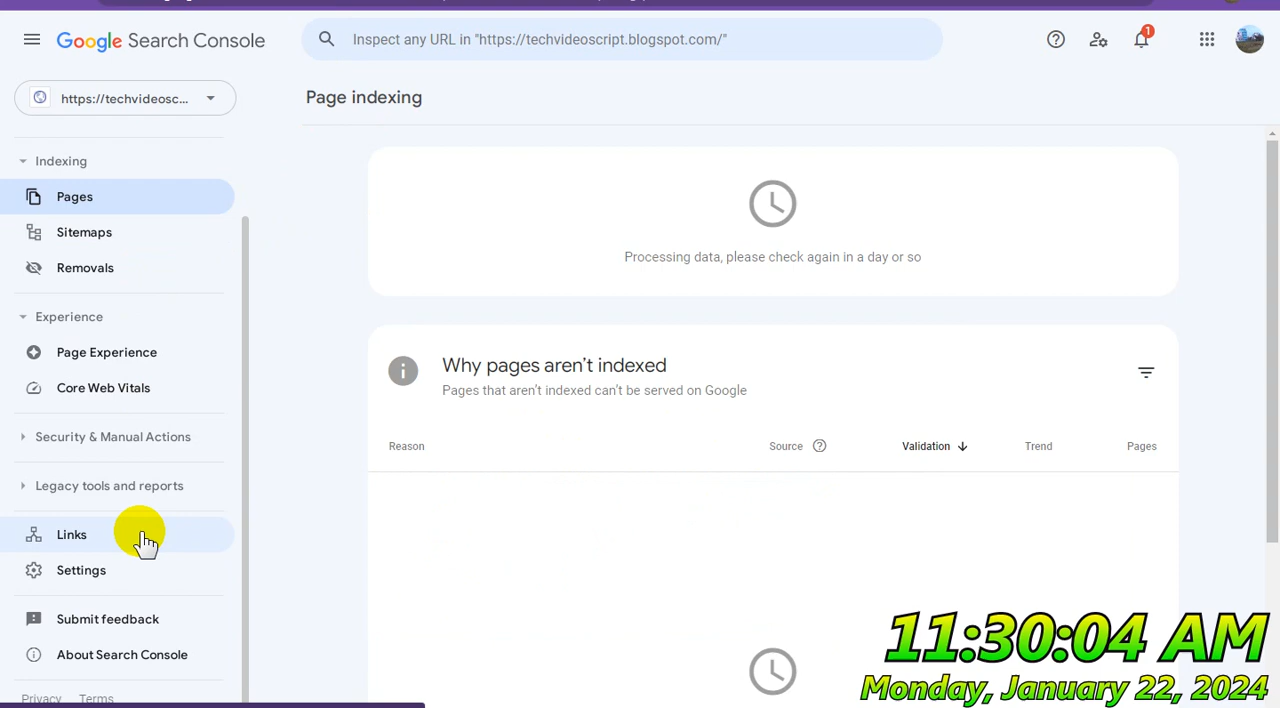 Google Search Console
Inspect any URL in "https://techvideoscript.blogspot.com/"
1
https://techvideosc...
Page indexing
Indexing
Pages
Sitemaps
Removals
Experience
Page Experience
Core Web Vitals
Security & Manual Actions
Legacy tools and reports
Links
Settings
Submit feedback
About Search Console
Privacy Terms
Processing data, please check again in a day or so
Why pages aren't indexed
Pages that aren't indexed can't be served on Google
Reason Source Validation Trend Pages
11:30:04 AM
Monday, January 22, 2024